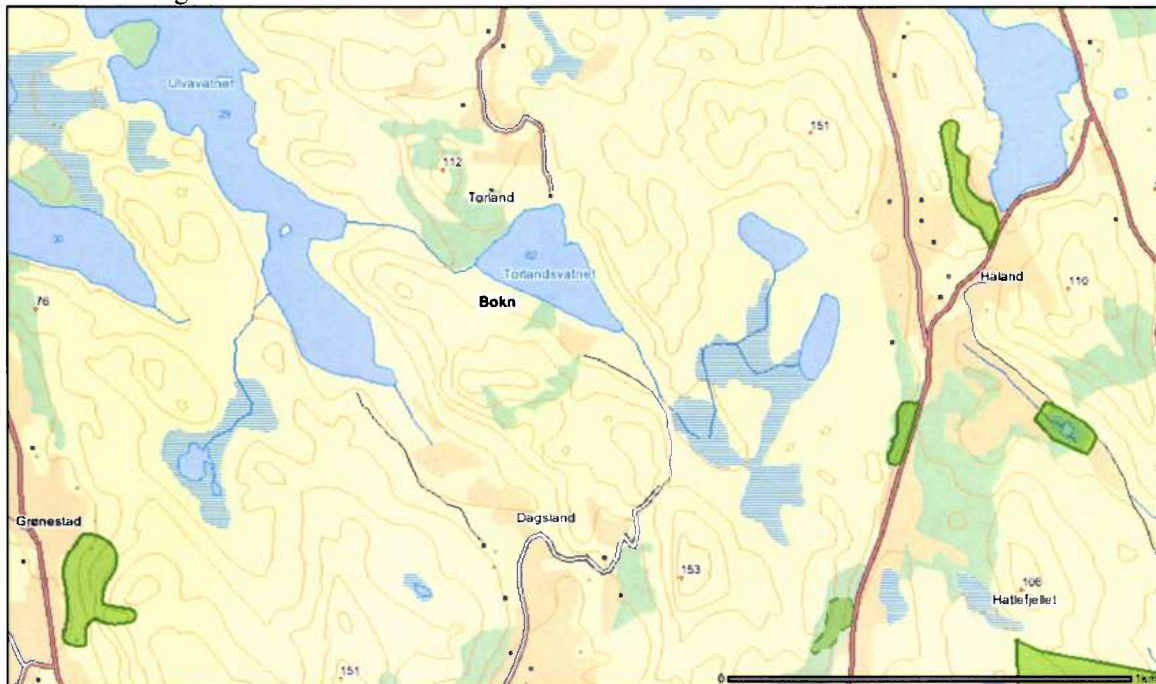 Ulvavatnet
29
151
112
Torland
30
62
Torlandsvatnet
Håland
110
76
Bokn
Grønestad
Dagsland
153
106
Hatlefjellet
151
0
1km